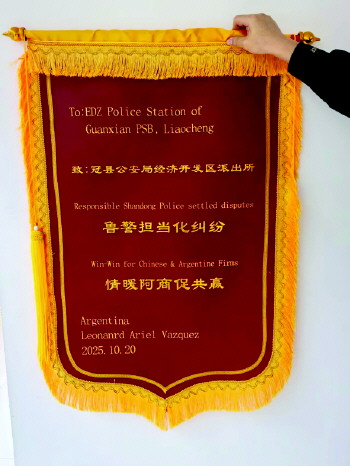 To:EDZ Police Station of
Guanxian PSB, Liaocheng
致:冠县公安局经济开发区派出所
Responsible Shandong Police settled disputes
鲁警担当化纠纷
Win-Win for Chinese & Argentine Firms
情暖阿商促共赢
Argentina
Leonanrd Ariel Vazquez
2025.10.20